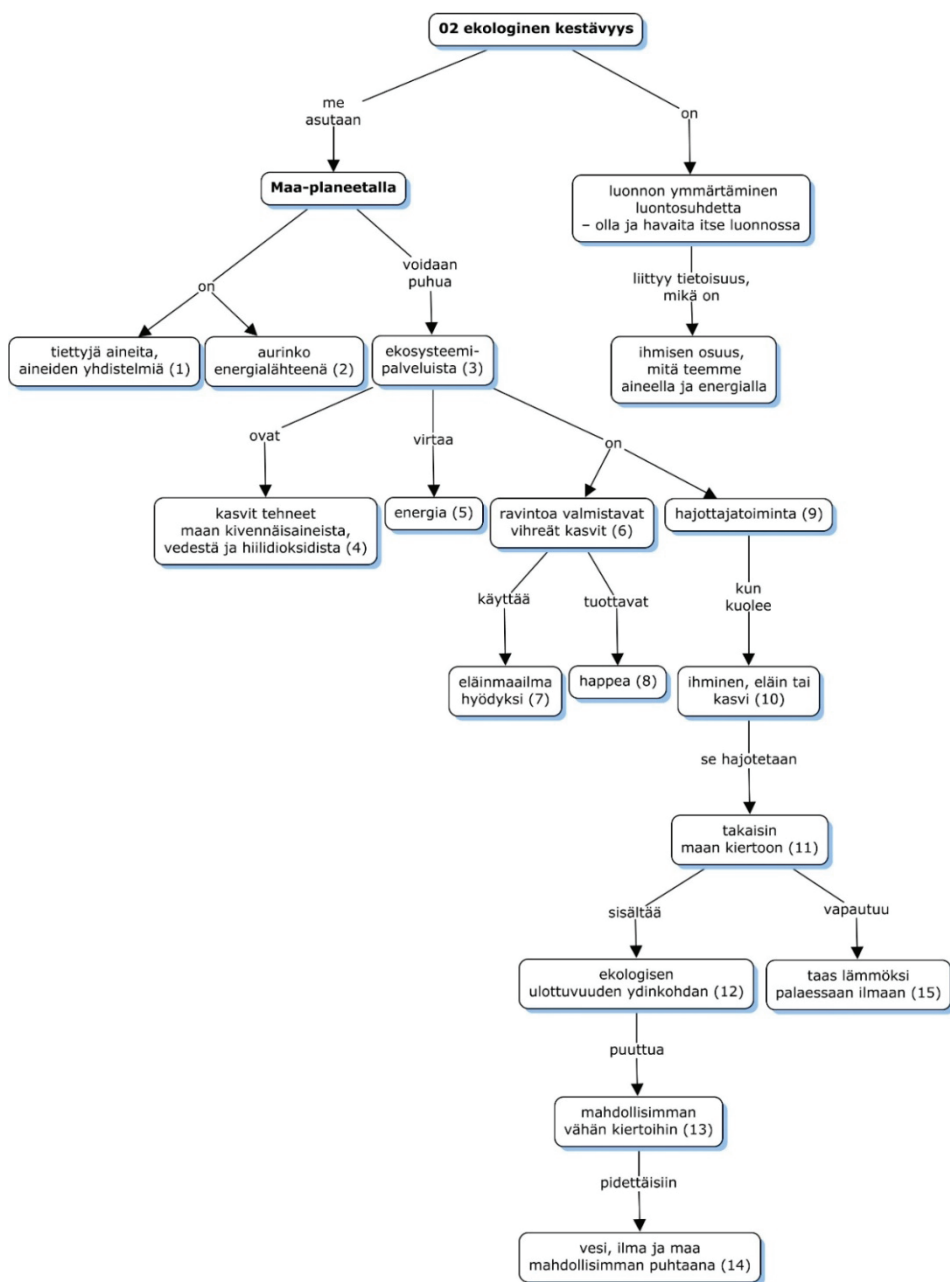 02 ekologinen kestävyys
me
asutaan
on
Maa-planeetalla
luonnon ymmärtäminen
luontosuhdetta
– olla ja havaita itse luonnossa
on
voidaan
puhua
liittyy tietoisuus,
mikä on
tiettyjä aineita,
aineiden yhdistelmiä (1)
aurinko
energialähteenä (2)
ekosysteemi-
palveluista (3)
ihmisen osuus,
mitä teemme
aineella ja energialla
ovat
virtaa
on
kasvit tehneet
maan kivennäisaineista,
vedestä ja hiilidioksidista (4)
energia (5)
ravintoa valmistavat
vihreät kasvit (6)
hajottajatoiminta (9)
käyttää
tuottavat
kun
kuolee
eläinmaailma
hyödyksi (7)
happea (8)
ihminen, eläin tai
kasvi (10)
se hajotetaan
takaisin
maan kiertoon (11)
sisältää
vapautuu
ekologisen
ulottuvuuden ydinkohdan (12)
taas lämmöksi
palaessaan ilmaan (15)
puuttua
mahdollisimman
vähän kiertoihin (13)
pidettäisiin
vesi, ilma ja maa
mahdollisimman puhtaana (14)